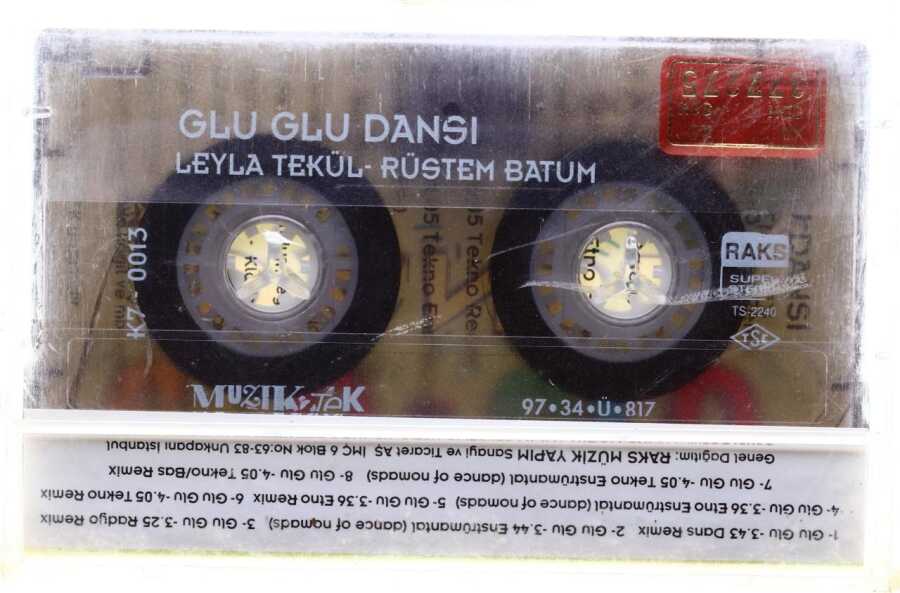 GLU GLU DANSI
LEYLA TEKÜL- RÜSTEM BATUM
K7 0013
RAKS
SUPER
STEREO
TS-2240
TSE
MUZIKOTEK
97•34•U•817
1- Glu Glu -3.43 Dans Remix 2- Glu Glu -3.44 Enstrümantal (dance of nomads) 3- Glu Glu -3.25 Radyo Remix
4- Glu Glu -3.36 Etno Enstrümantal (dance of nomads) 5- Glu Glu -3.36 Etno Remix 6- Glu Glu -4.05 Tekno Remix
7- Glu Glu -4.05 Tekno Enstrümantal (dance of nomads) 8- Glu Glu -4.05 Tekno/Bas Remix
Genel Dağıtım: RAKS MÜZİK YAPIM Sanayi ve Ticaret AŞ İMÇ 6 Blok No:63-83 Unkapanı İstanbul